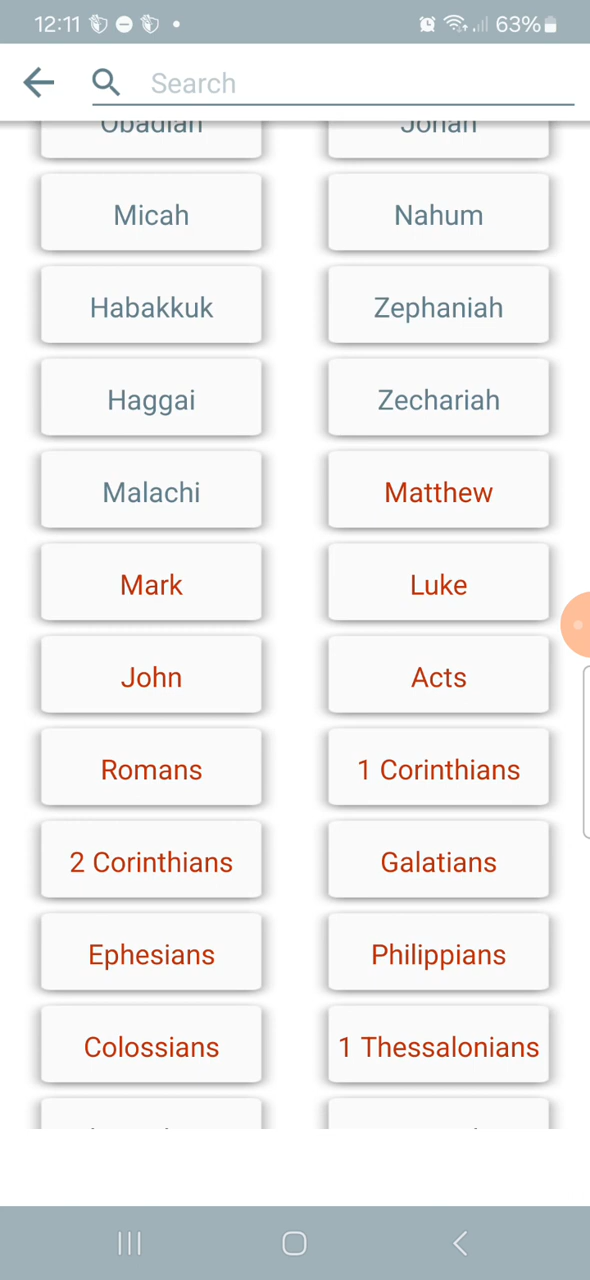 12:11
63%
Search
Obadiah Jonah
Micah Nahum
Habakkuk Zephaniah
Haggai Zechariah
Malachi Matthew
Mark Luke
John Acts
Romans 1 Corinthians
2 Corinthians Galatians
Ephesians Philippians
Colossians 1 Thessalonians